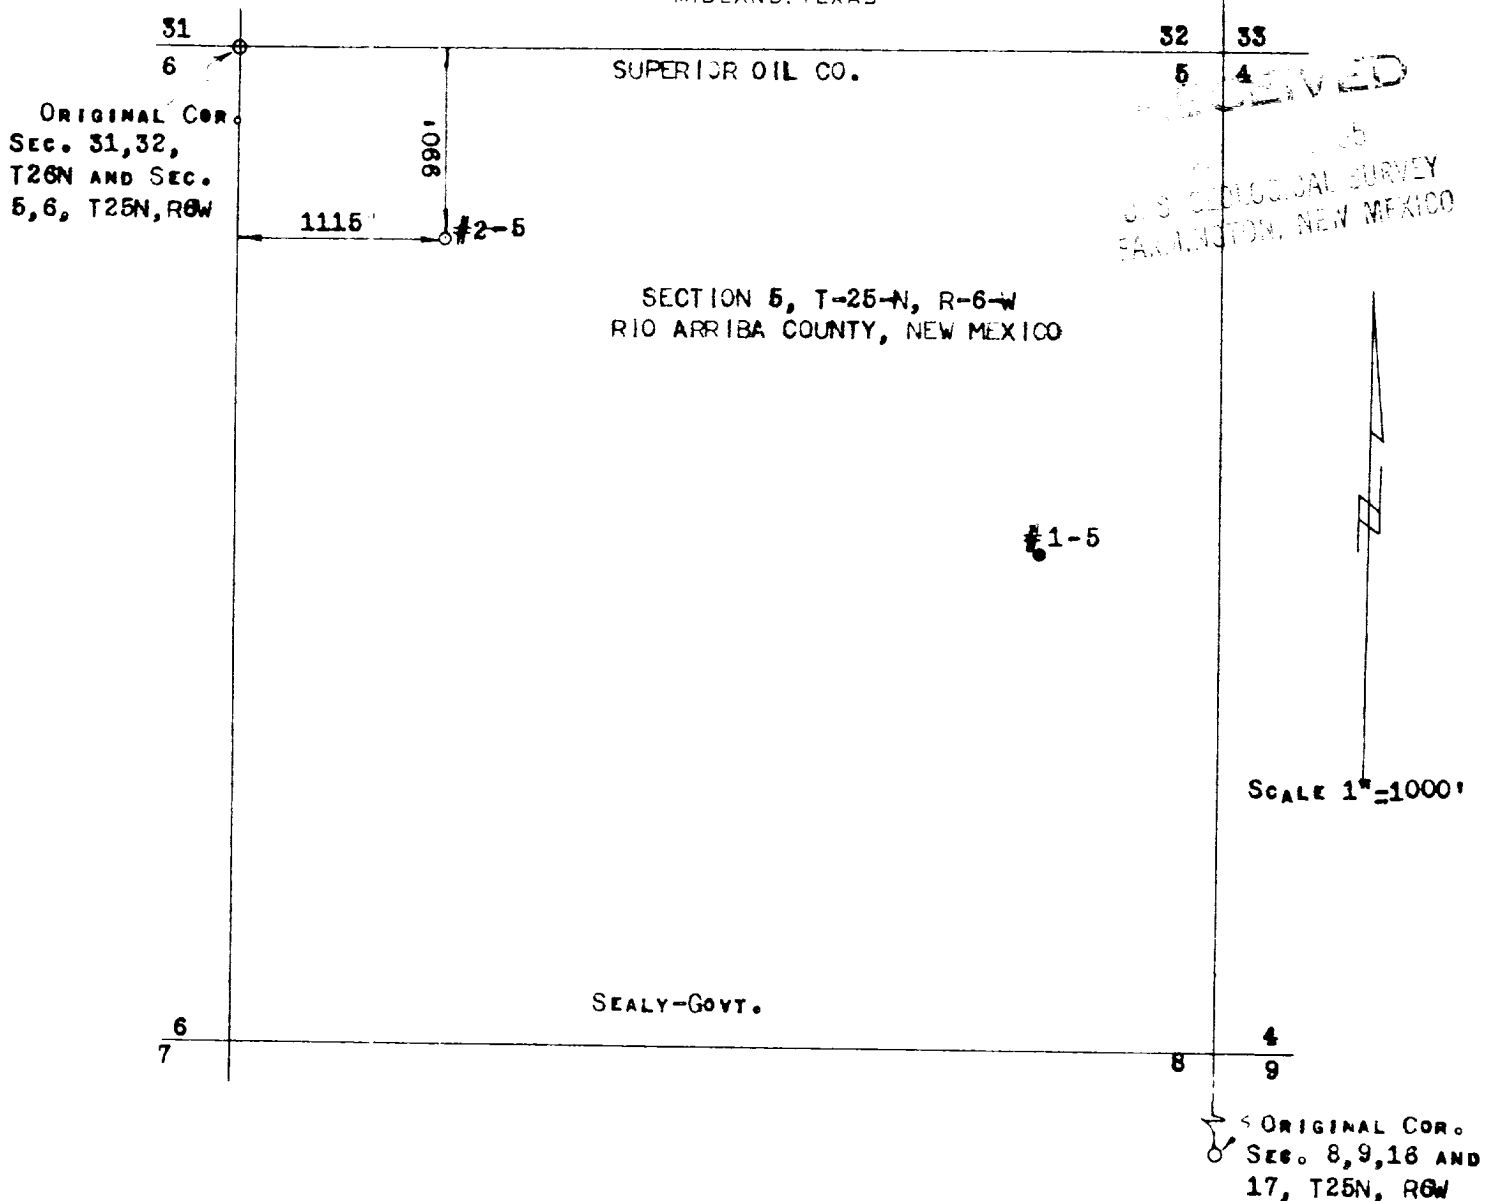 MIDLAND, TEXAS
31
32 33
6
SUPERIOR OIL CO.
5 4
RECEIVED
ORIGINAL COR
SEC. 31,32,
T26N AND SEC.
5,6, T25N,R6W
990'
U. S. GEOLOGICAL SURVEY
FARMINGTON, NEW MEXICO
1115'
#2-5
SECTION 5, T-25-N, R-6-W
RIO ARRIBA COUNTY, NEW MEXICO
#1-5
SCALE 1"=1000'
SEALY-GOVT.
6
7
4
8
9
ORIGINAL COR.
SEC. 8,9,16 AND
17, T25N, R6W